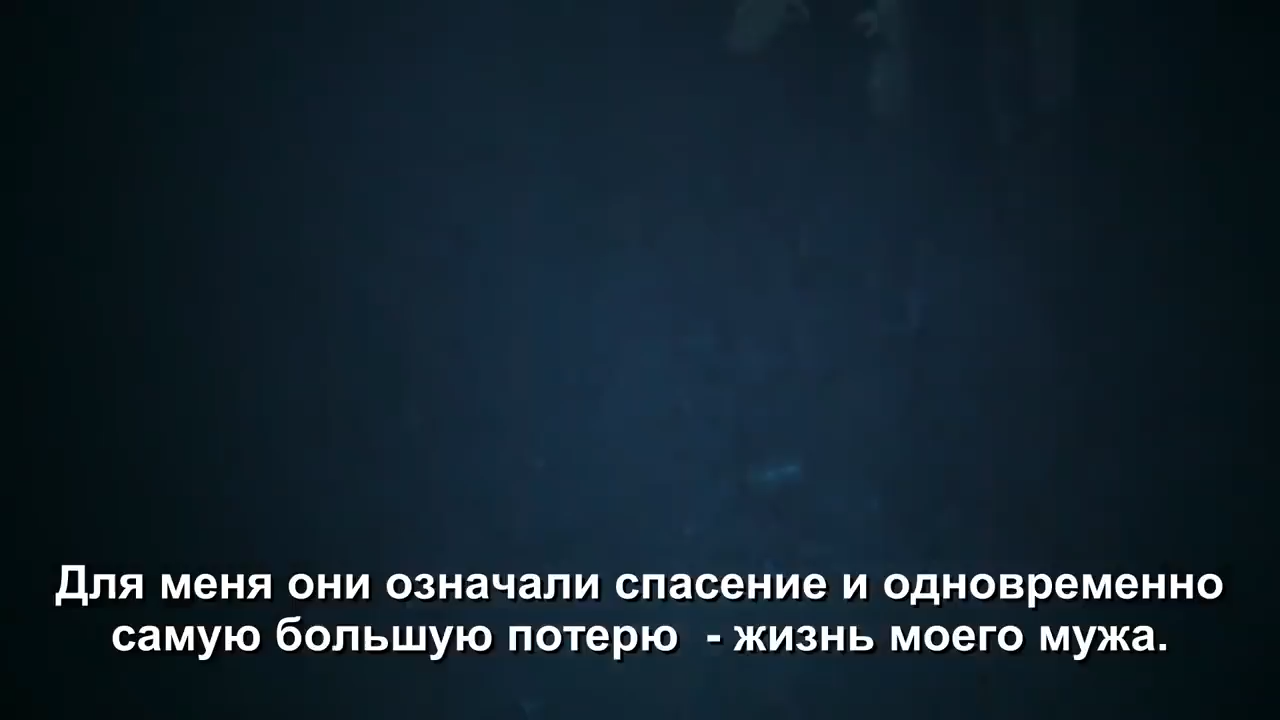 Для меня они означали спасение и одновременно
самую большую потерю - жизнь моего мужа.